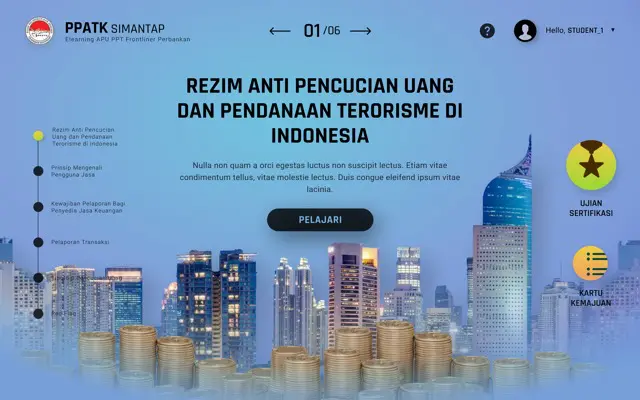 PPATK SIMANTAP
Elearning APU PPT Frontliner Perbankan
01/06
?
Hello, STUDENT_1
REZIM ANTI PENCUCIAN UANG
DAN PENDANAAN TERORISME DI
INDONESIA
Nulla non quam a orci egestas luctus non suscipit lectus. Etiam vitae
condimentum tellus, vitae molestie lectus. Duis congue eleifend ipsum vitae
lacinia.
PELAJARI
Rezim Anti Pencucian
Uang dan Pendanaan
Terorisme di Indonesia
Prinsip Mengenali
Pengguna Jasa
Kewajiban Pelaporan Bagi
Penyedia Jasa Keuangan
Pelaporan Transaksi
UJIAN
SERTIFIKASI
KARTU
KEMAJUAN